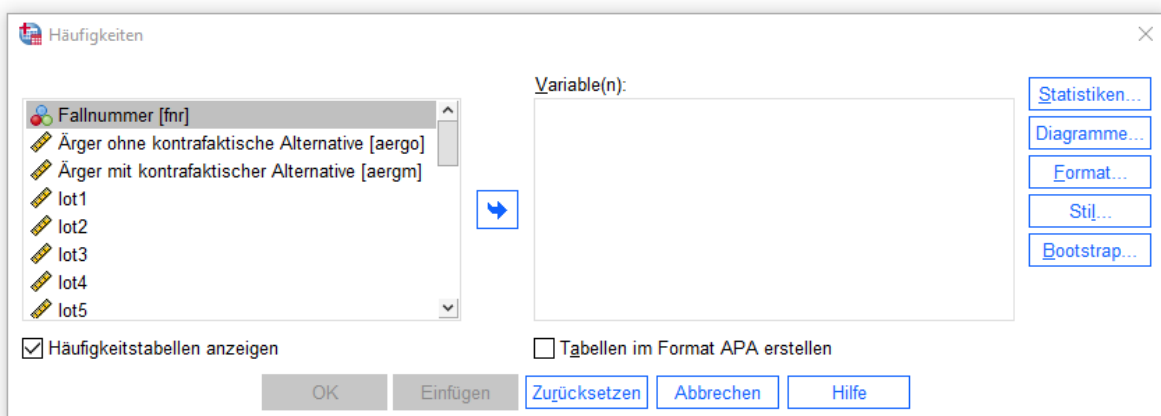 Häufigkeiten
Variable(n):
Fallnummer [fnr]
Ärger ohne kontrafaktische Alternative [aergo]
Ärger mit kontrafaktischer Alternative [aergm]
lot1
lot2
lot3
lot4
lot5
Statistiken...
Diagramme...
Format...
Stil...
Bootstrap...
Häufigkeitstabellen anzeigen
Tabellen im Format APA erstellen
OK
Einfügen
Zurücksetzen
Abbrechen
Hilfe